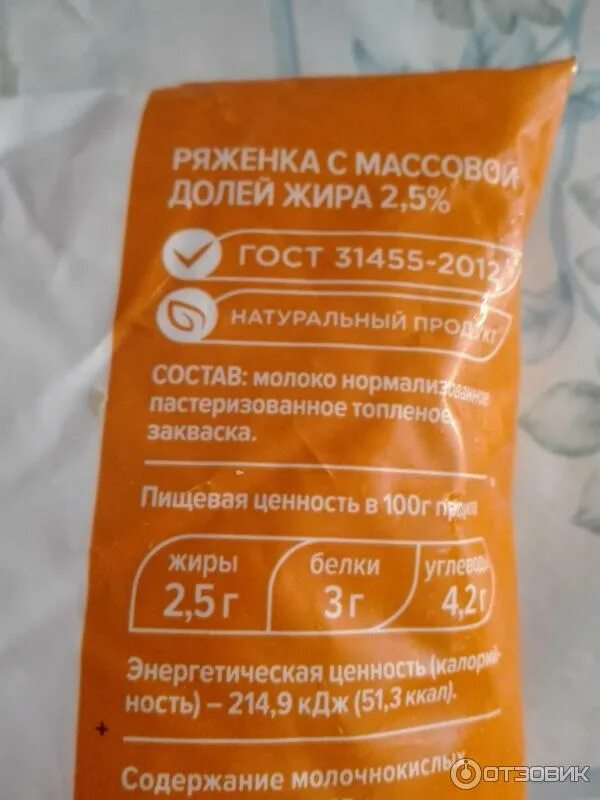 РЯЖЕНКА С МАССОВОЙ
ДОЛЕЙ ЖИРА 2,5%
ГОСТ 31455-2012
НАТУРАЛЬНЫЙ ПРОДУКТ
СОСТАВ: молоко нормализованное
пастеризованное топленое,
закваска.
Пищевая ценность в 100г продукта
жиры белки углеводы
2,5 г 3 г 4,2 г
Энергетическая ценность (калорий-
ность) – 214,9 кДж (51,3 ккал).
Содержание молочнокислых
ОТЗОВИК